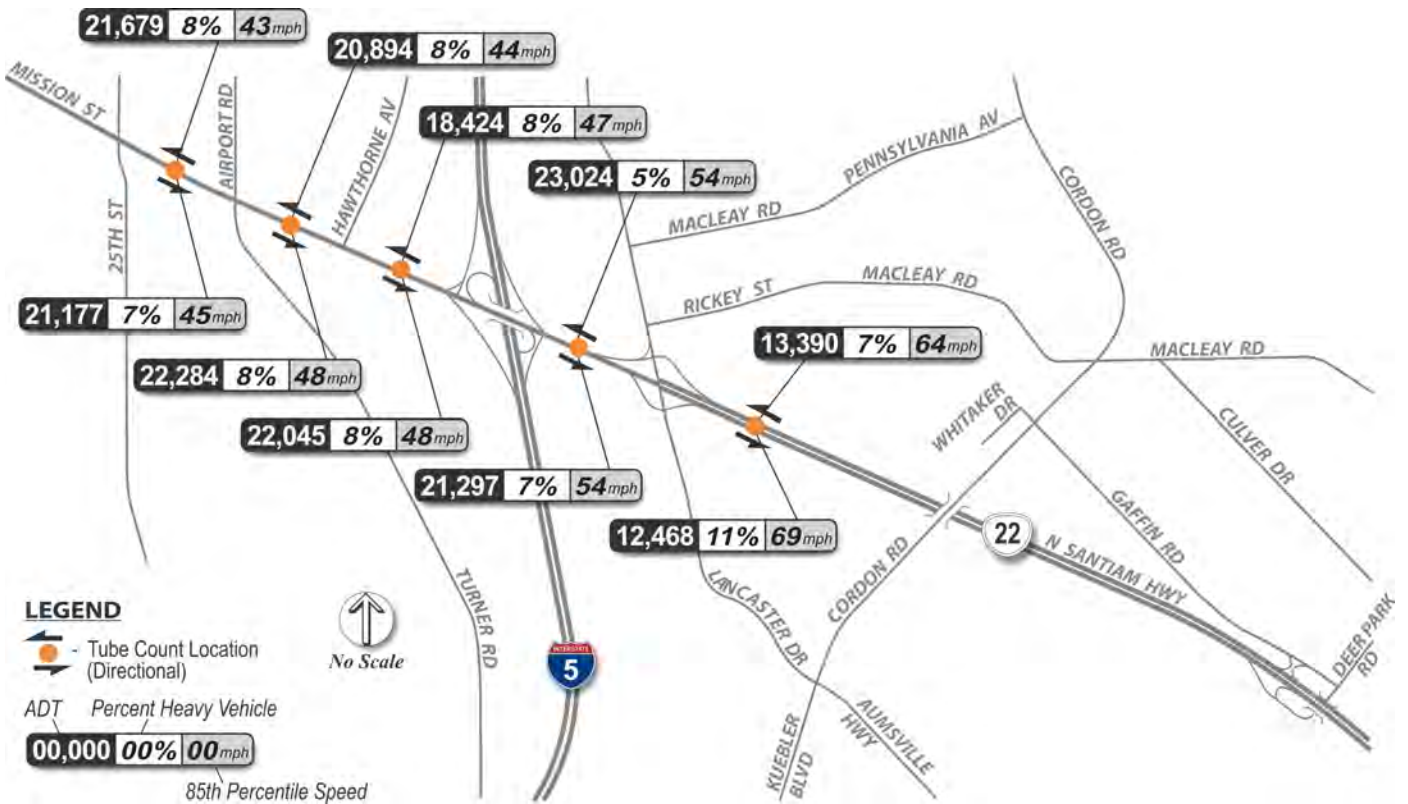 21,679 8% 43mph
20,894 8% 44mph
18,424 8% 47mph
23,024 5% 54mph
MISSION ST
25TH ST
AIRPORT RD
HAWTHORNE AV
PENNSYLVANIA AV
MACLEAY RD
CORDON RD
RICKEY ST
MACLEAY RD
21,177 7% 45mph
13,390 7% 64mph
MACLEAY RD
22,284 8% 48mph
22,045 8% 48mph
WHITAKER
DR
CULVER DR
21,297 7% 54mph
GAFFIN RD
12,468 11% 69mph
22
N SANTIAM HWY
CORDON RD
TURNER RD
LANCASTER DR
DEER PARK
RD
INTERSTATE
5
KUEBLER
BLVD
AUMSVILLE
HWY
LEGEND
Tube Count Location
(Directional)
No Scale
ADT Percent Heavy Vehicle
00,000 00% 00mph
85th Percentile Speed